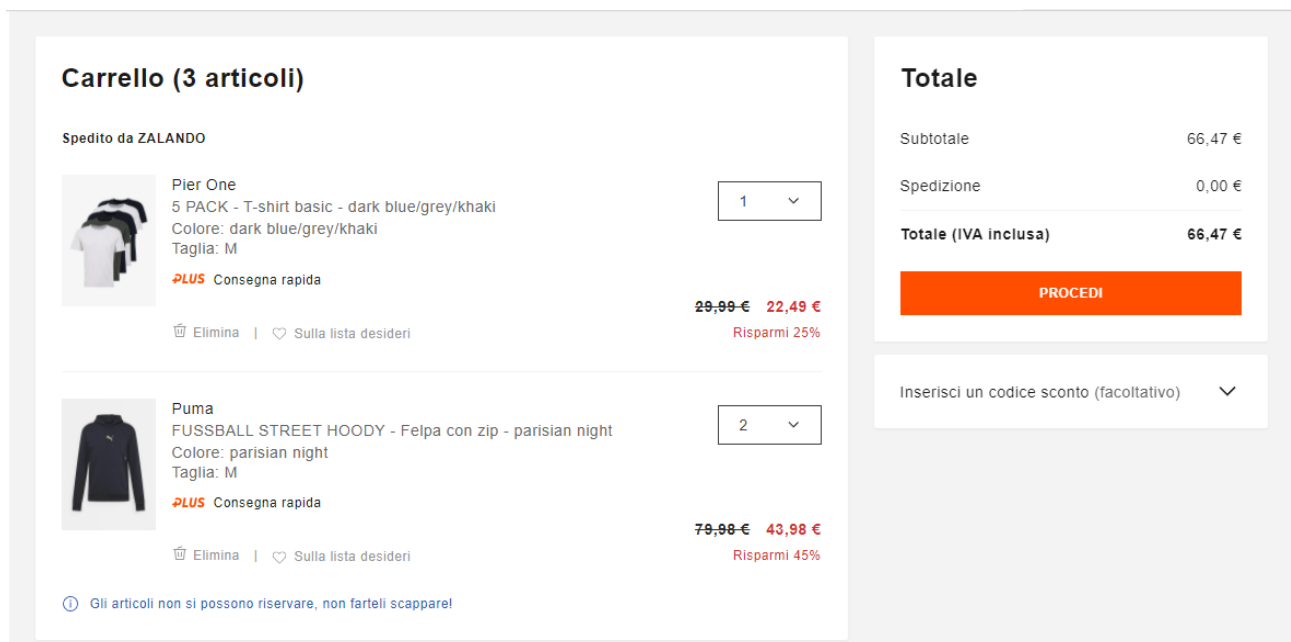 Carrello (3 articoli)
Spedito da ZALANDO
Pier One
5 PACK - T-shirt basic - dark blue/grey/khaki
Colore: dark blue/grey/khaki
Taglia: M
PLUS Consegna rapida
1
29,99 € 22,49 €
Risparmi 25%
Elimina | Sulla lista desideri
Puma
FUSSBALL STREET HOODY - Felpa con zip - parisian night
Colore: parisian night
Taglia: M
PLUS Consegna rapida
2
79,98 € 43,98 €
Risparmi 45%
Elimina | Sulla lista desideri
Gli articoli non si possono riservare, non farteli scappare!
Totale
Subtotale 66,47 €
Spedizione 0,00 €
Totale (IVA inclusa) 66,47 €
PROCEDI
Inserisci un codice sconto (facoltativo)